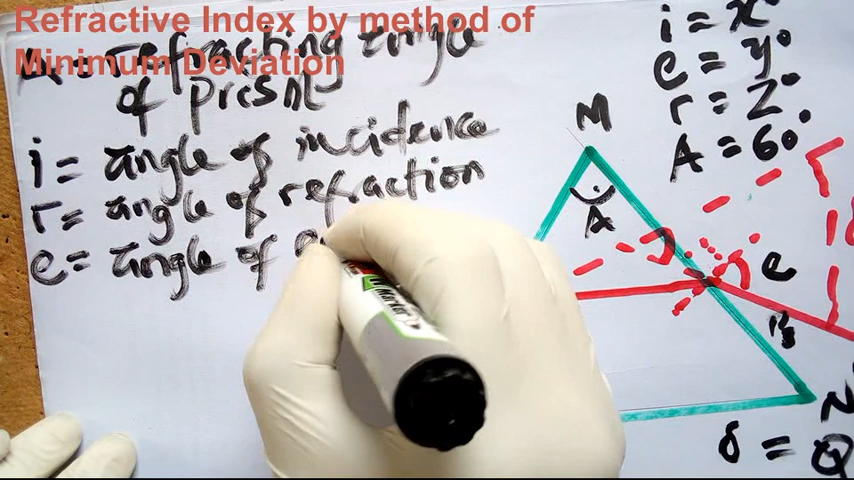 Refractive Index by method of
Minimum Deviation
A = refracting angle
of prism
i = angle of incidence
r = angle of refraction
e = angle of e
i = x°
e = y°
r = z°
A = 60°
M
A
e
N
δ = Q
Marker